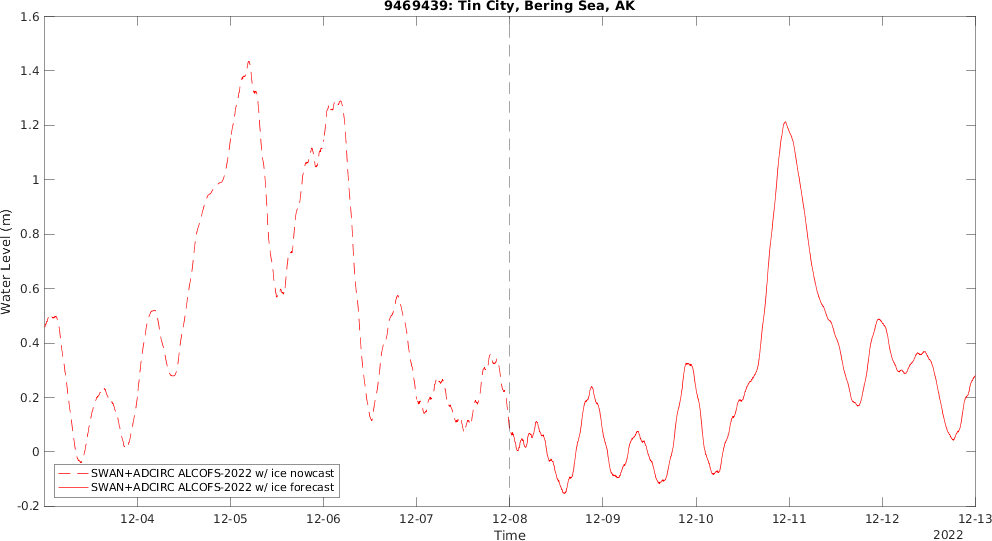 9469439: Tin City, Bering Sea, AK
1.6
1.4
1.2
1
0.8
0.6
0.4
0.2
0
-0.2
Water Level (m)
SWAN+ADCIRC ALCOFS-2022 w/ ice nowcast
SWAN+ADCIRC ALCOFS-2022 w/ ice forecast
12-04 12-05 12-06 12-07 12-08 12-09 12-10 12-11 12-12 12-13
Time
2022